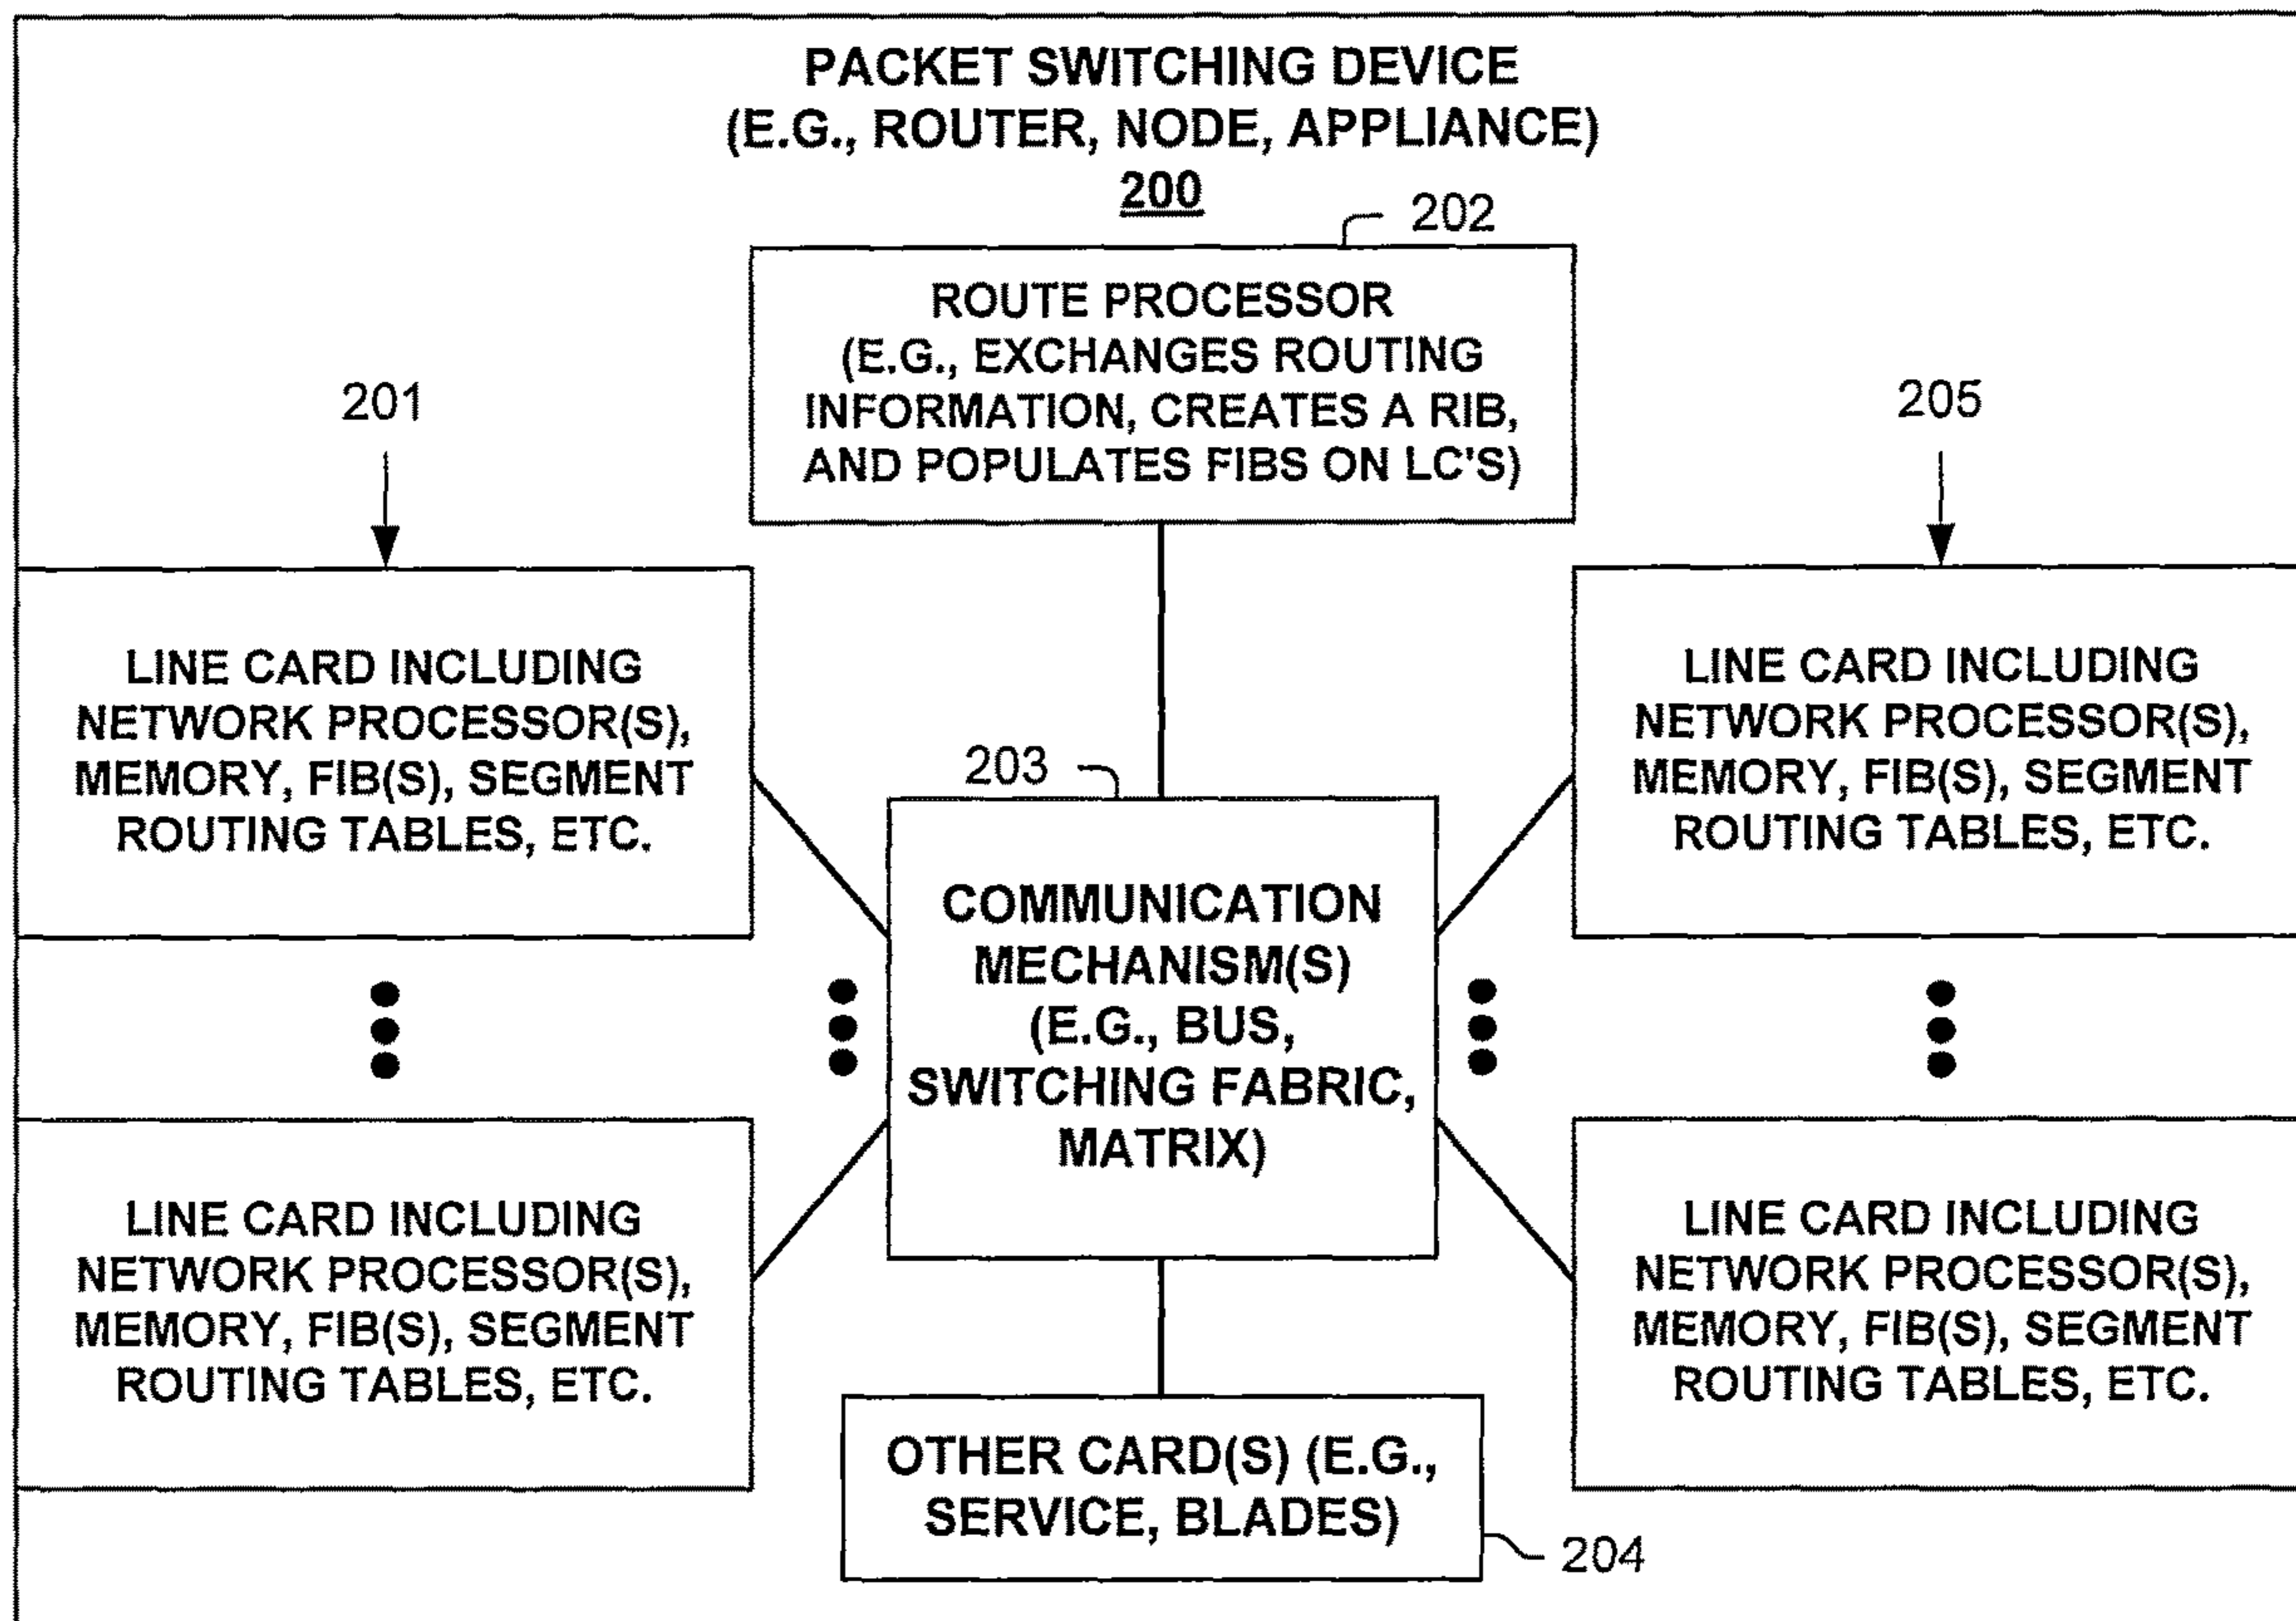 PACKET SWITCHING DEVICE
(E.G., ROUTER, NODE, APPLIANCE)
200
202
ROUTE PROCESSOR
(E.G., EXCHANGES ROUTING
INFORMATION, CREATES A RIB,
AND POPULATES FIBS ON LC'S)
201
205
LINE CARD INCLUDING
NETWORK PROCESSOR(S),
MEMORY, FIB(S), SEGMENT
ROUTING TABLES, ETC.
LINE CARD INCLUDING
NETWORK PROCESSOR(S),
MEMORY, FIB(S), SEGMENT
ROUTING TABLES, ETC.
203
COMMUNICATION
MECHANISM(S)
(E.G., BUS,
SWITCHING FABRIC,
MATRIX)
LINE CARD INCLUDING
NETWORK PROCESSOR(S),
MEMORY, FIB(S), SEGMENT
ROUTING TABLES, ETC.
LINE CARD INCLUDING
NETWORK PROCESSOR(S),
MEMORY, FIB(S), SEGMENT
ROUTING TABLES, ETC.
OTHER CARD(S) (E.G.,
SERVICE, BLADES)
204